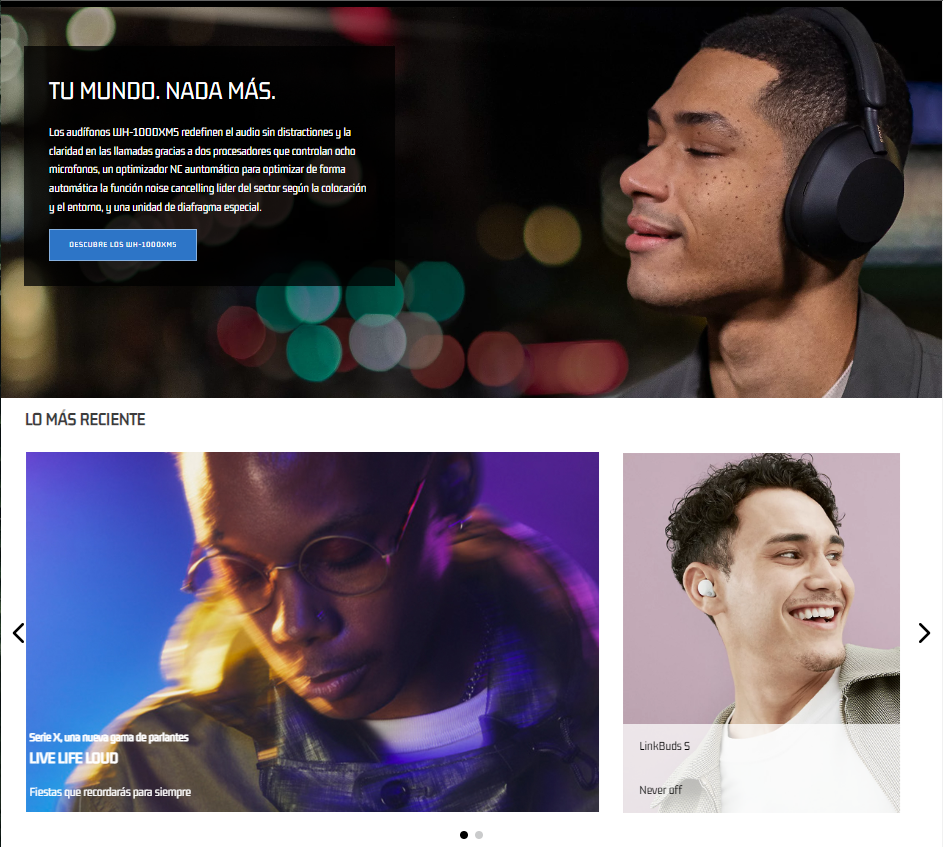 TU MUNDO. NADA MÁS.
Los audífonos WH-1000XM5 redefinen el audio sin distractiones y la
claridad en las llamadas gracias a dos procesadores que controlan ocho
microfonos, un optimizador NC auntomático para optimizar de forma
automática la función noise cancelling lider del sector según la colocación
y el entorno, y una unidad de diafragma especial.
DESCUBRE LOS WH-1000XM5
LO MÁS RECIENTE
Serie X, una nueva gama de parlantes
LIVE LIFE LOUD
Fiestas que recordarás para siempre
LinkBuds S
Never off